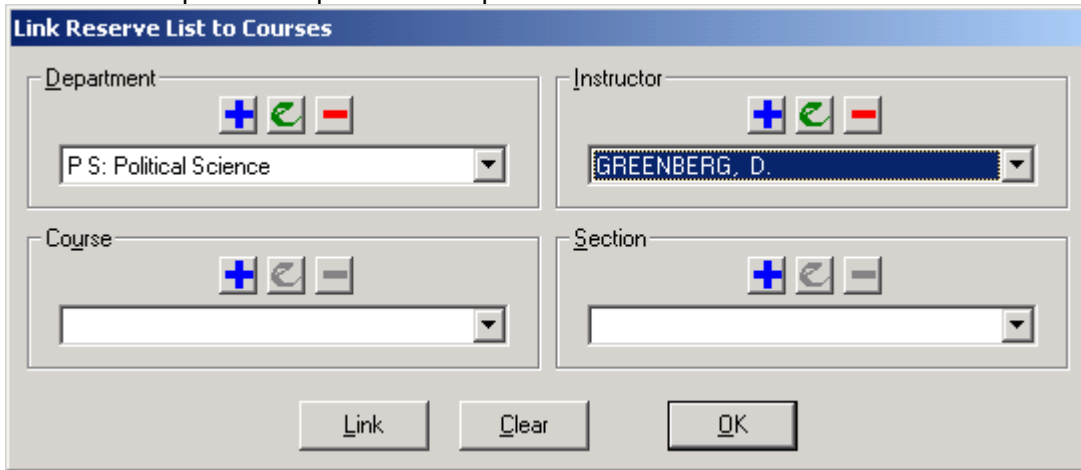 Link Reserve List to Courses
Department
Instructor
P S: Political Science
GREENBERG, D.
Course
Section
Link
Clear
OK